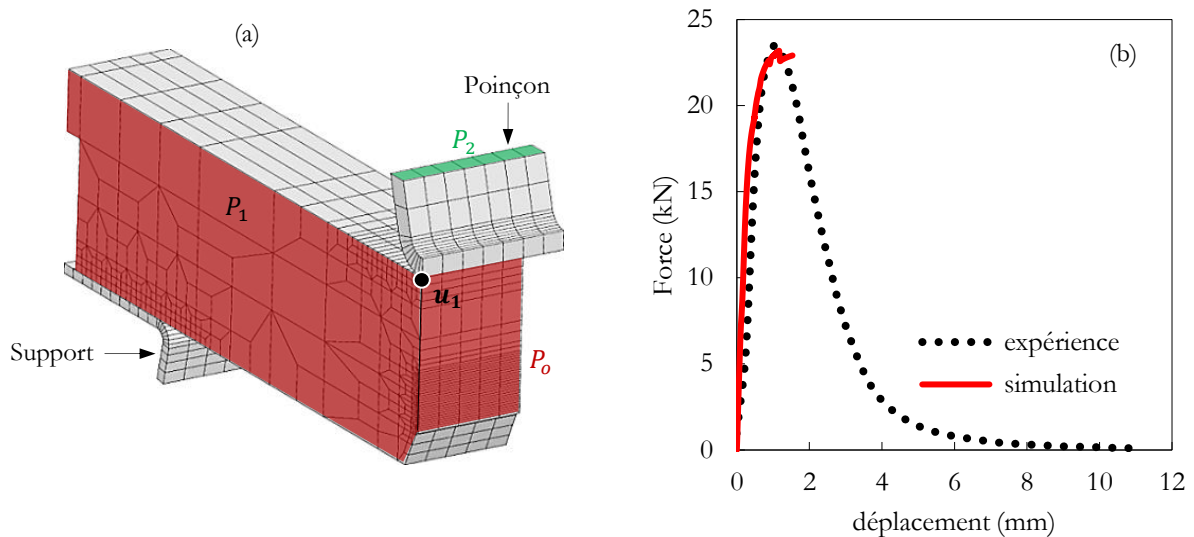 (a)
Poinçon
P₂
P₁
u₁
Support
Pₒ
(b)
Force (kN)
25
20
15
10
5
0
expérience
simulation
0 2 4 6 8 10 12
déplacement (mm)